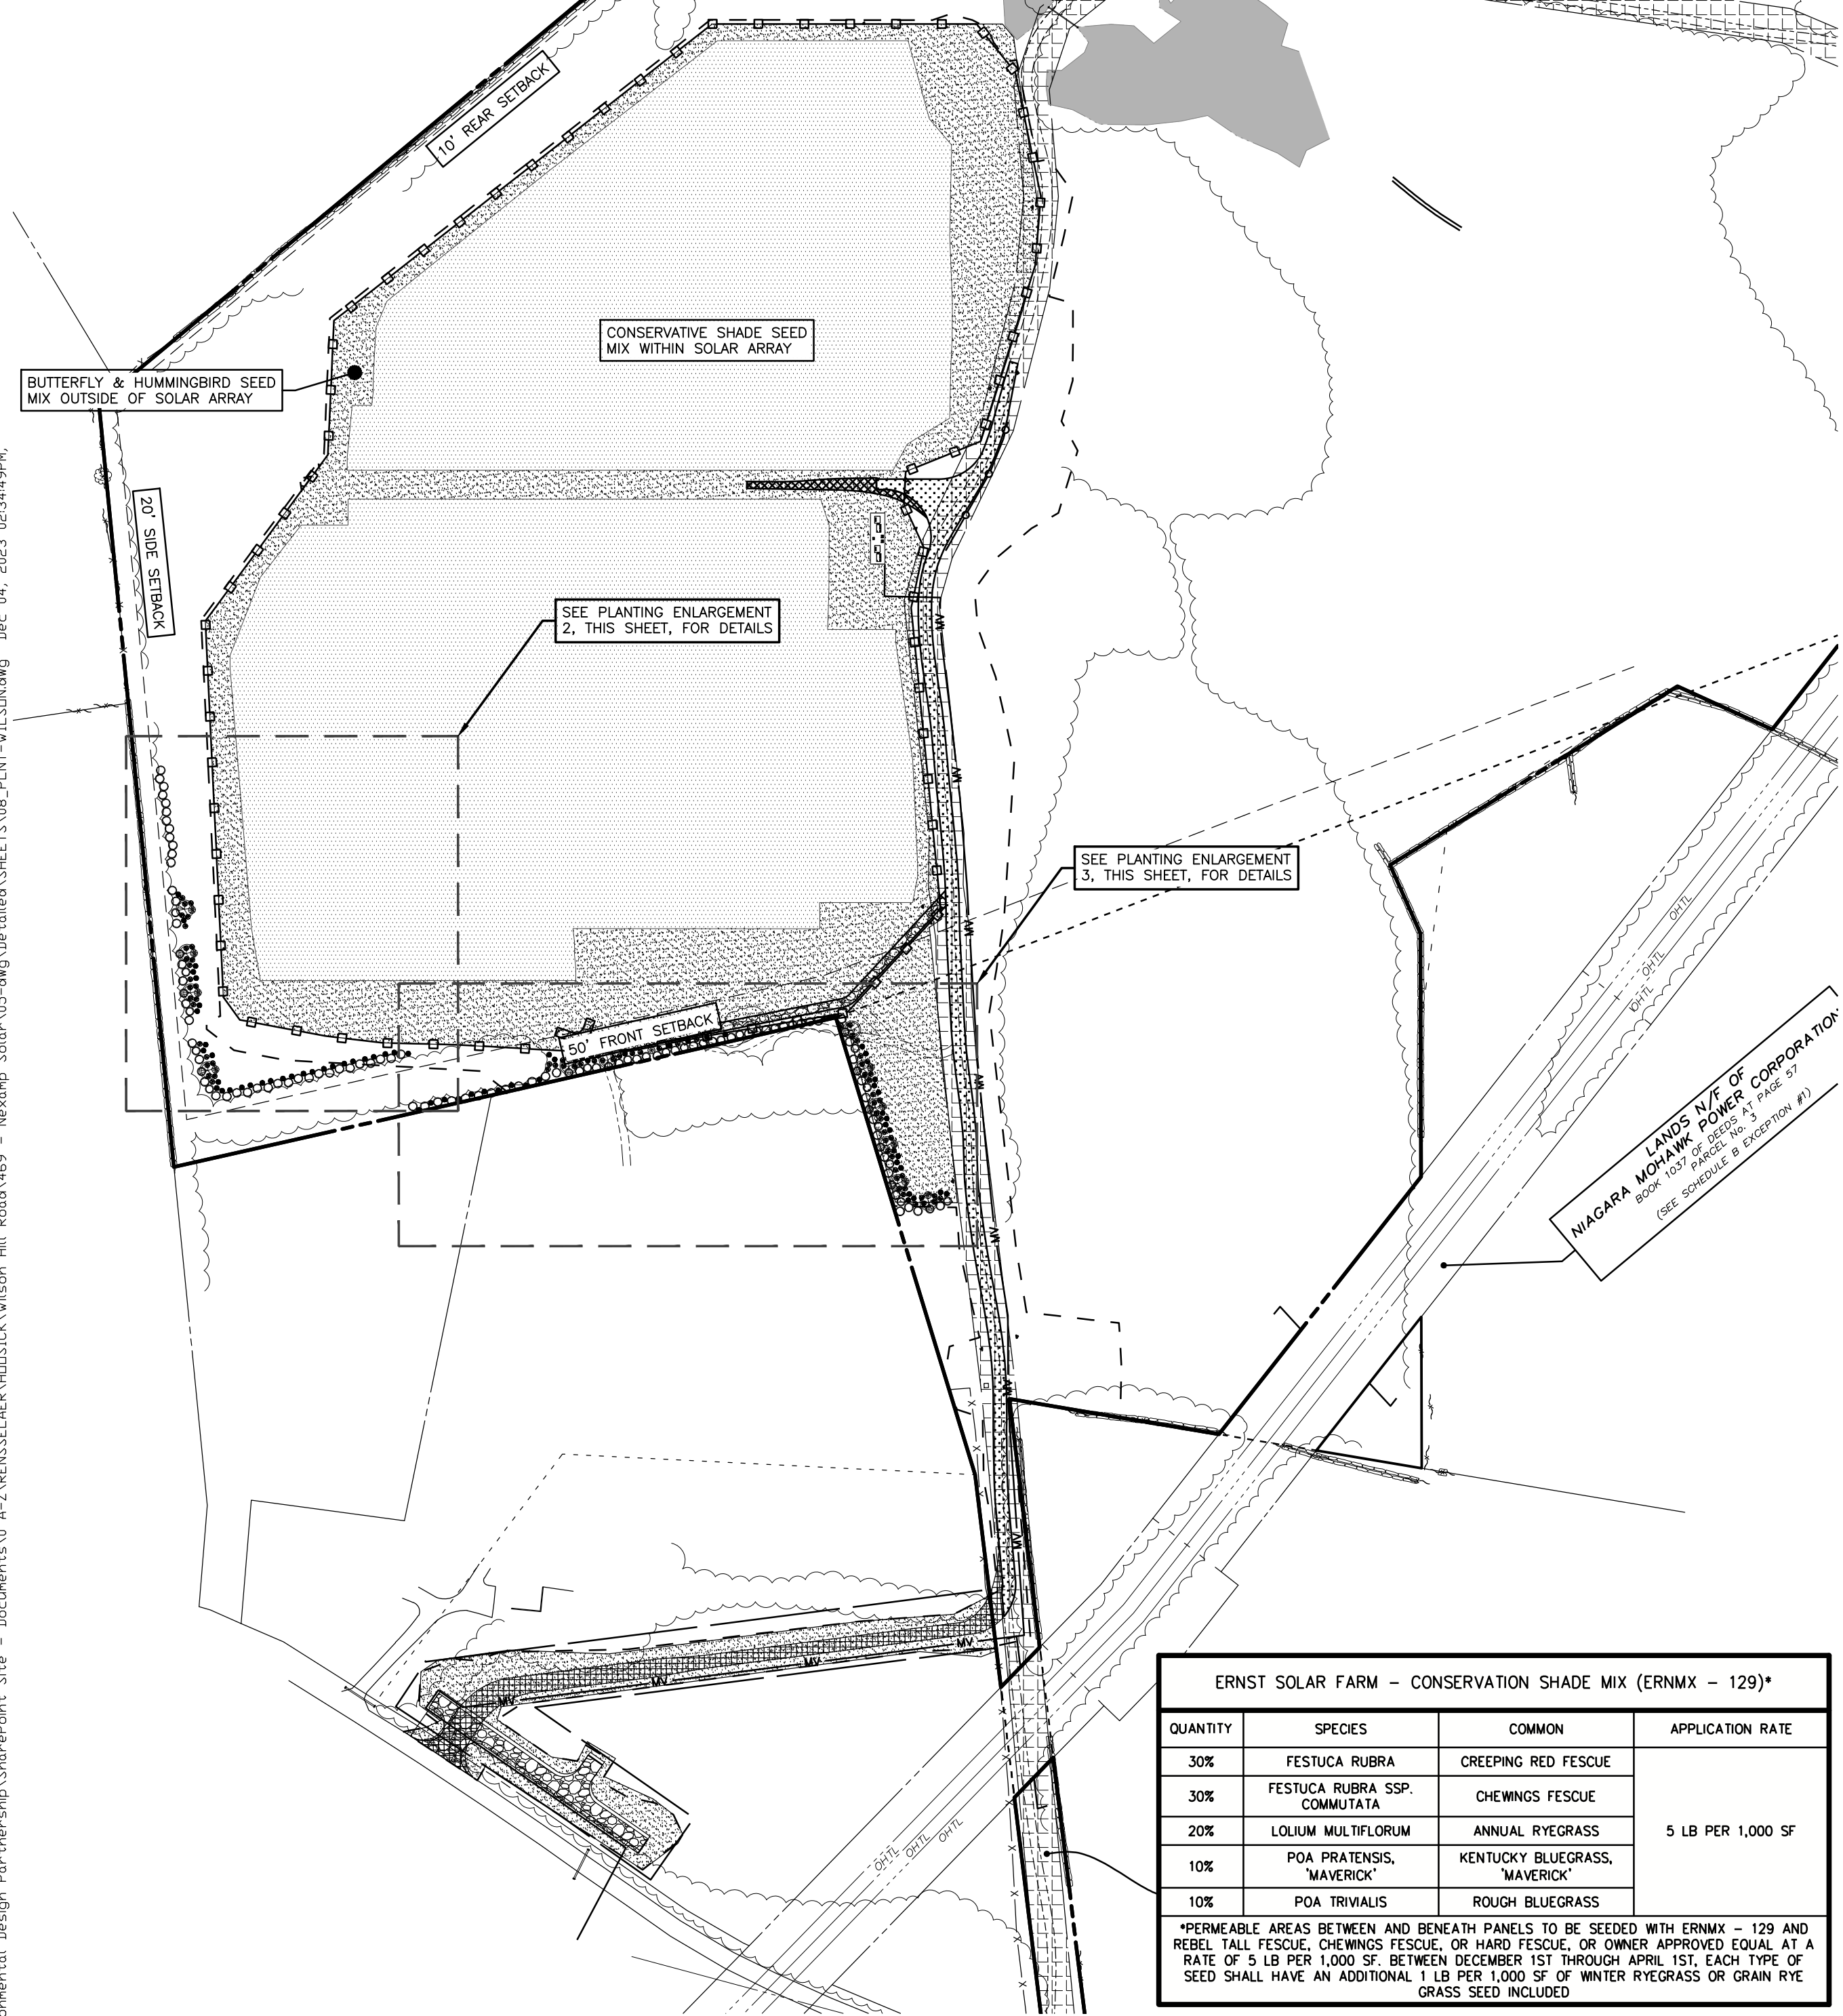 10' REAR SETBACK
CONSERVATIVE SHADE SEED
MIX WITHIN SOLAR ARRAY
BUTTERFLY & HUMMINGBIRD SEED
MIX OUTSIDE OF SOLAR ARRAY
20' SIDE SETBACK
SEE PLANTING ENLARGEMENT
2, THIS SHEET, FOR DETAILS
MV
MV
SEE PLANTING ENLARGEMENT
3, THIS SHEET, FOR DETAILS
OHTL
MV
OHTL
OHTL
50' FRONT SETBACK
MV
LANDS N/F OF
NIAGARA MOHAWK POWER CORPORATION
BOOK 1037 OF DEEDS AT PAGE 57
PARCEL No. 3
(SEE SCHEDULE B EXCEPTION #1)
MV
MV
MV
MV
MV
MV
MV
OHTL
OHTL
OHTL
ERNST SOLAR FARM – CONSERVATION SHADE MIX (ERNMX – 129)*
QUANTITY SPECIES COMMON APPLICATION RATE
30% FESTUCA RUBRA CREEPING RED FESCUE
30% FESTUCA RUBRA SSP. COMMUTATA CHEWINGS FESCUE
20% LOLIUM MULTIFLORUM ANNUAL RYEGRASS 5 LB PER 1,000 SF
10% POA PRATENSIS, 'MAVERICK' KENTUCKY BLUEGRASS, 'MAVERICK'
10% POA TRIVIALIS ROUGH BLUEGRASS
*PERMEABLE AREAS BETWEEN AND BENEATH PANELS TO BE SEEDED WITH ERNMX – 129 AND
REBEL TALL FESCUE, CHEWINGS FESCUE, OR HARD FESCUE, OR OWNER APPROVED EQUAL AT A
RATE OF 5 LB PER 1,000 SF. BETWEEN DECEMBER 1ST THROUGH APRIL 1ST, EACH TYPE OF
SEED SHALL HAVE AN ADDITIONAL 1 LB PER 1,000 SF OF WINTER RYEGRASS OR GRAIN RYE
GRASS SEED INCLUDED